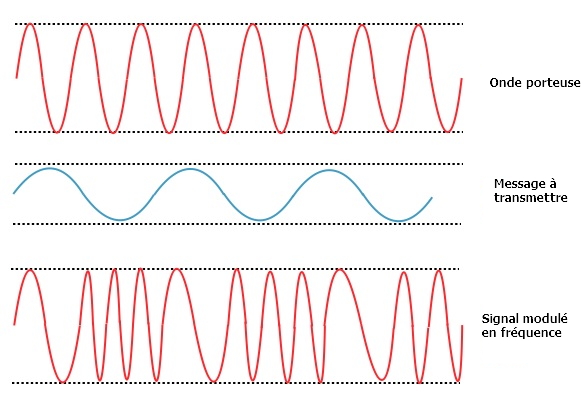 Onde porteuse
Message à
transmettre
Signal modulé
en fréquence